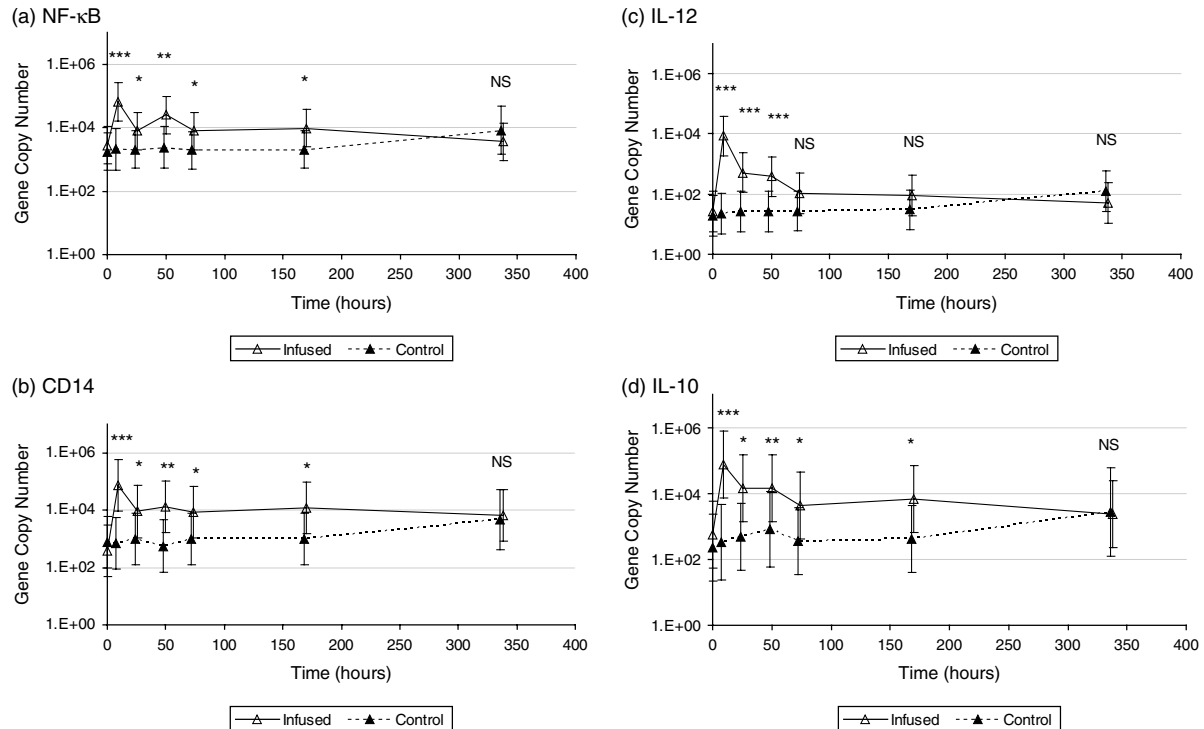 (a) NF-κB
*** * ** * * NS
1.E+06
1.E+04
1.E+02
1.E+00
Gene Copy Number
0 50 100 150 200 250 300 350 400
Time (hours)
Infused Control
(b) CD14
*** * ** * * NS
1.E+06
1.E+04
1.E+02
1.E+00
Gene Copy Number
0 50 100 150 200 250 300 350 400
Time (hours)
Infused Control
(c) IL-12
*** *** *** NS NS NS
1.E+06
1.E+04
1.E+02
1.E+00
Gene Copy Number
0 50 100 150 200 250 300 350 400
Time (hours)
Infused Control
(d) IL-10
*** * ** * * NS
1.E+06
1.E+04
1.E+02
1.E+00
Gene Copy Number
0 50 100 150 200 250 300 350 400
Time (hours)
Infused Control